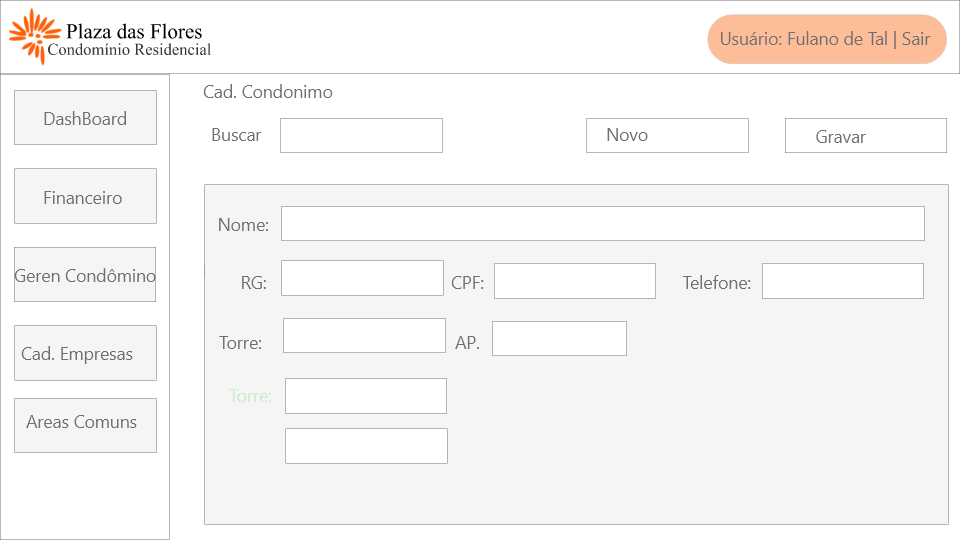 Plaza das Flores
Condomínio Residencial
Usuário: Fulano de Tal | Sair
DashBoard
Financeiro
Geren Condômino
Cad. Empresas
Areas Comuns
Cad. Condonimo
Buscar
Novo
Gravar
Nome:
RG:
CPF:
Telefone:
Torre:
AP.
Torre: